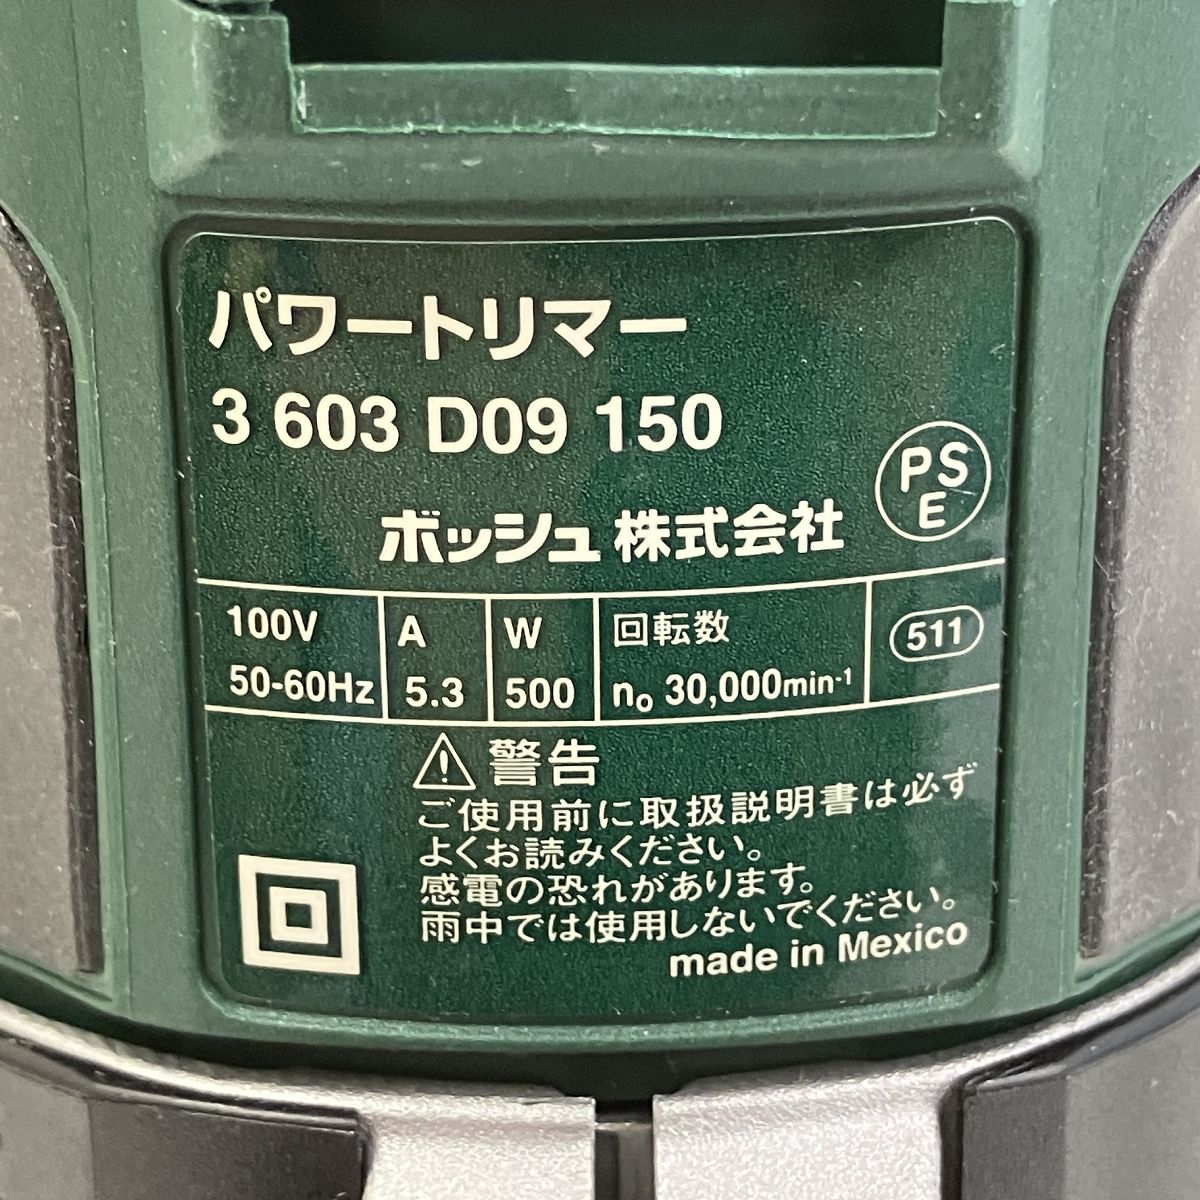 パワートリマー
3 603 D09 150
PS
E
ボッシュ 株式会社
100V
50-60Hz
A
5.3
W
500
回転数
no 30,000min-1
511
警告
ご使用前に取扱説明書は必ず
よくお読みください。
感電の恐れがあります。
雨中では使用しないでください。
made in Mexico